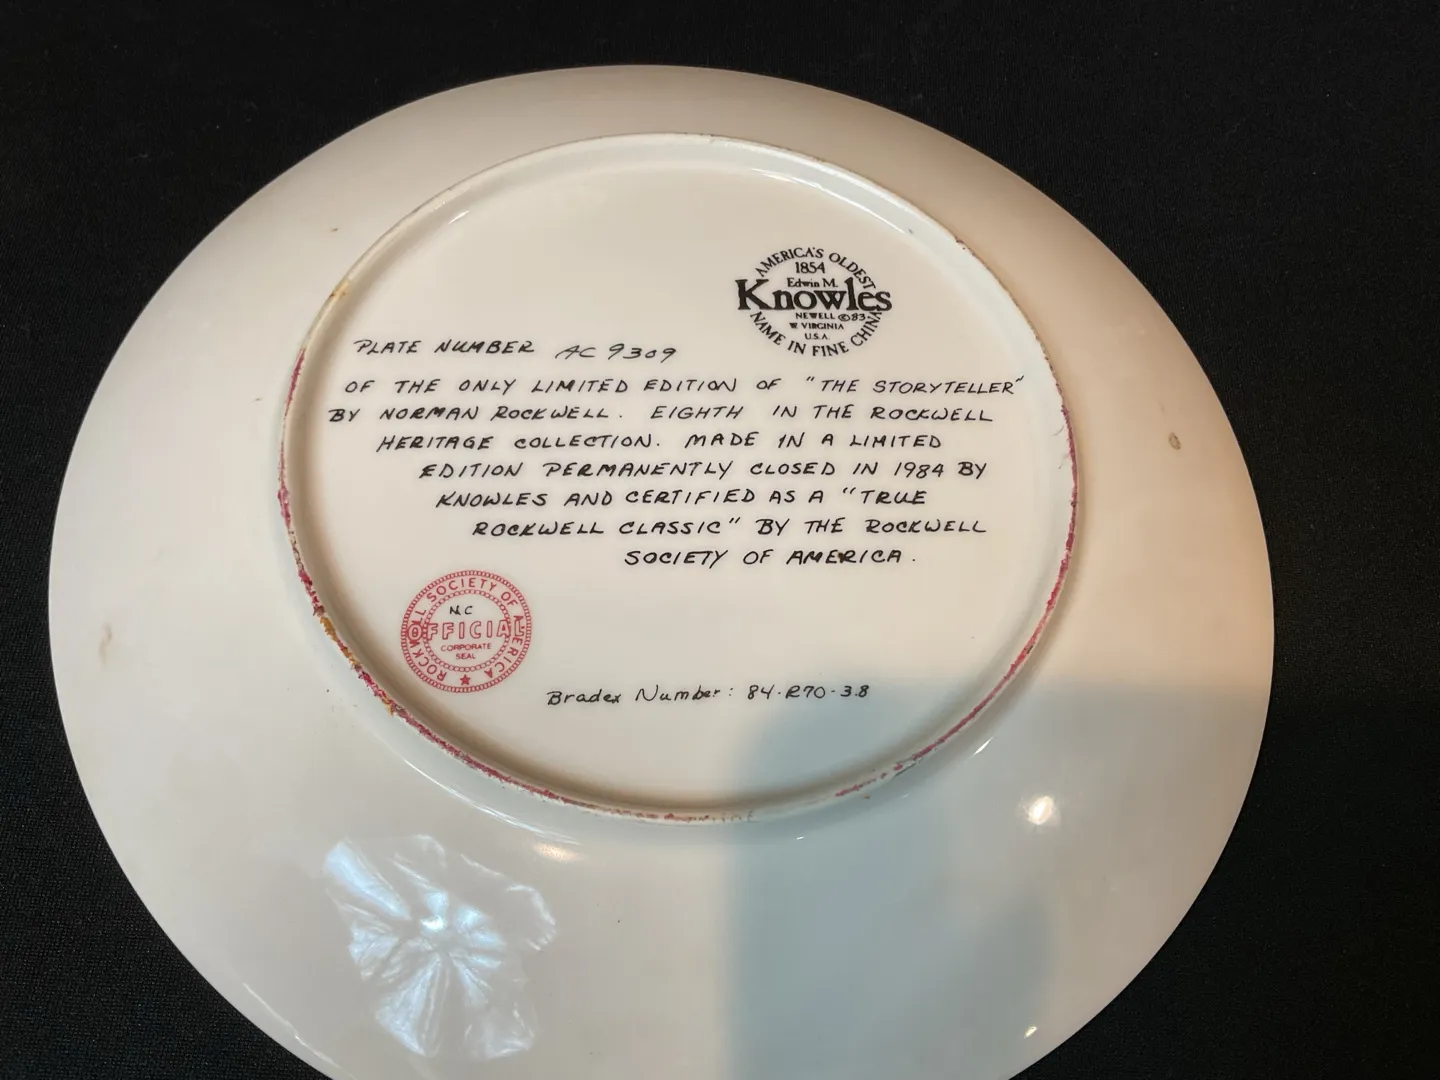 AMERICA'S OLDEST
1854
Edwin M.
Knowles
NEWELL ©83
W VIRGINIA
U.S.A.
NAME IN FINE CHINA
PLATE NUMBER AC 9309
OF THE ONLY LIMITED EDITION OF "THE STORYTELLER"
BY NORMAN ROCKWELL. EIGHTH IN THE ROCKWELL
HERITAGE COLLECTION. MADE IN A LIMITED
EDITION PERMANENTLY CLOSED IN 1984 BY
KNOWLES AND CERTIFIED AS A "TRUE
ROCKWELL CLASSIC" BY THE ROCKWELL
SOCIETY OF AMERICA.
ROCKWELL SOCIETY OF AMERICA
N.C
OFFICIAL
CORPORATE
SEAL
Bradex Number: 84-R70-3.8